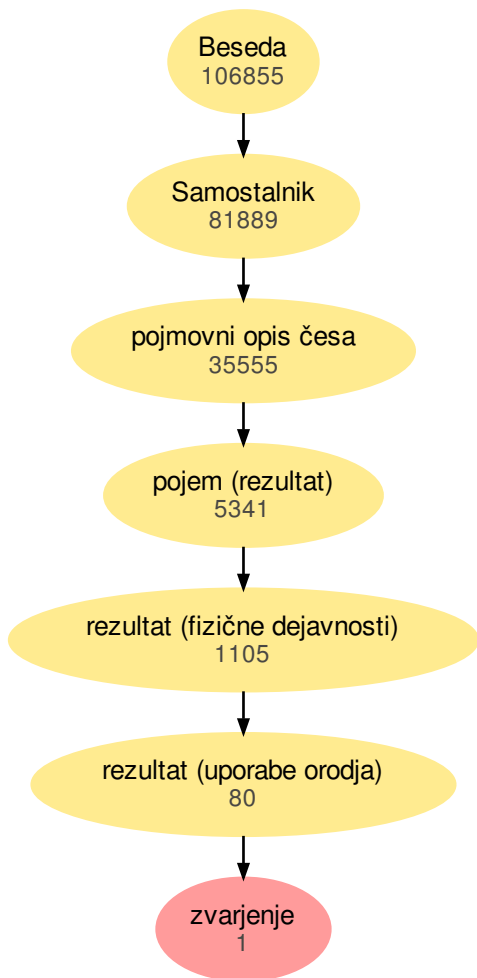 Beseda
106855
Samostalnik
81889
pojmovni opis česa
35555
pojem (rezultat)
5341
rezultat (fizične dejavnosti)
1105
rezultat (uporabe orodja)
80
zvarjenje
1